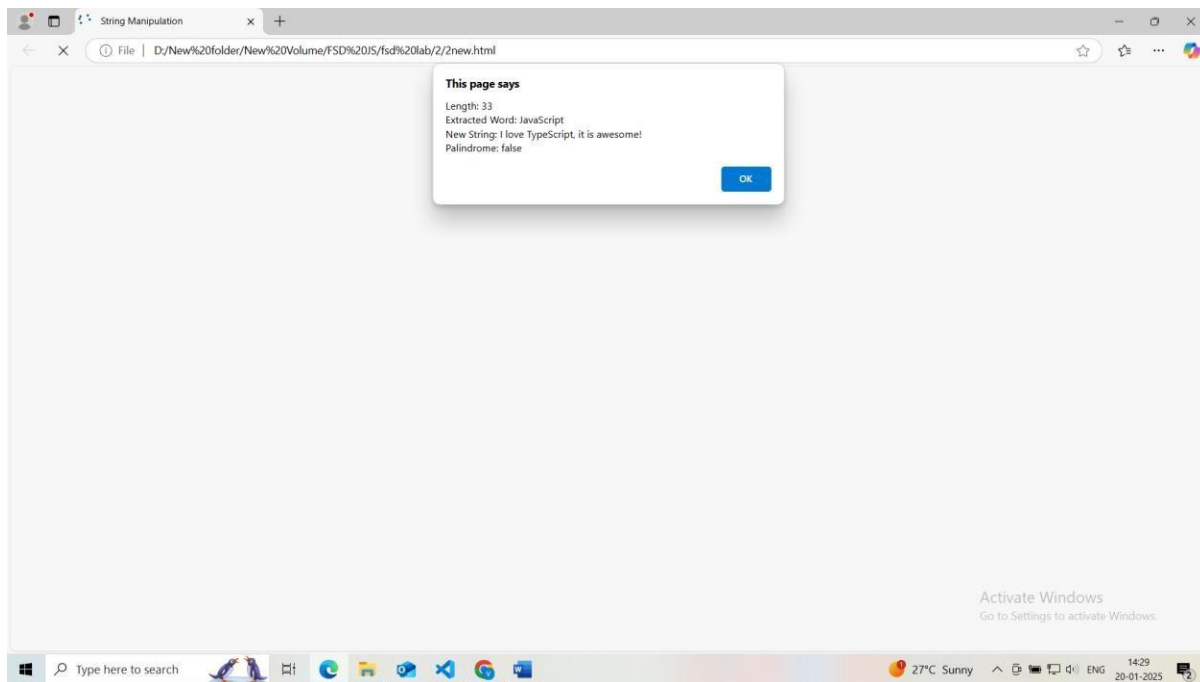 String Manipulation
File | D:/New%20folder/New%20Volume/FSD%20JS/fsd%20lab/2/2new.html
This page says
Length: 33
Extracted Word: JavaScript
New String: I love TypeScript, it is awesome!
Palindrome: false
OK
Activate Windows
Go to Settings to activate Windows.
Type here to search
27°C Sunny
ENG
14:29
20-01-2025
2